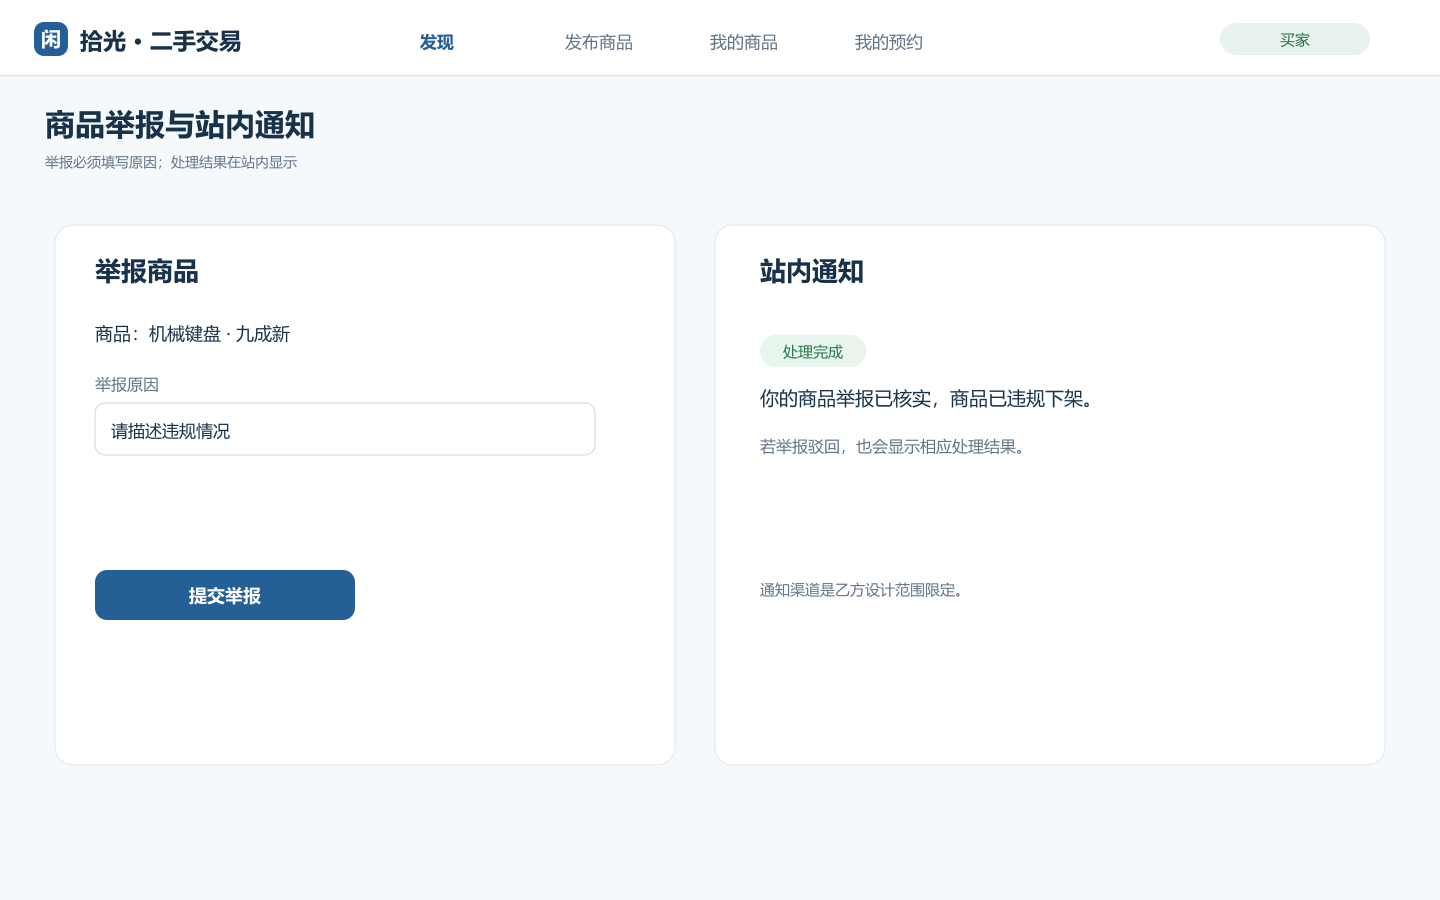 闲 拾光·二手交易 发现 发布商品 我的商品 我的预约 买家
商品举报与站内通知
举报必须填写原因；处理结果在站内显示
举报商品
商品：机械键盘 · 九成新
举报原因
请描述违规情况
提交举报
站内通知
处理完成
你的商品举报已核实，商品已违规下架。
若举报驳回，也会显示相应处理结果。
通知渠道是乙方设计范围限定。